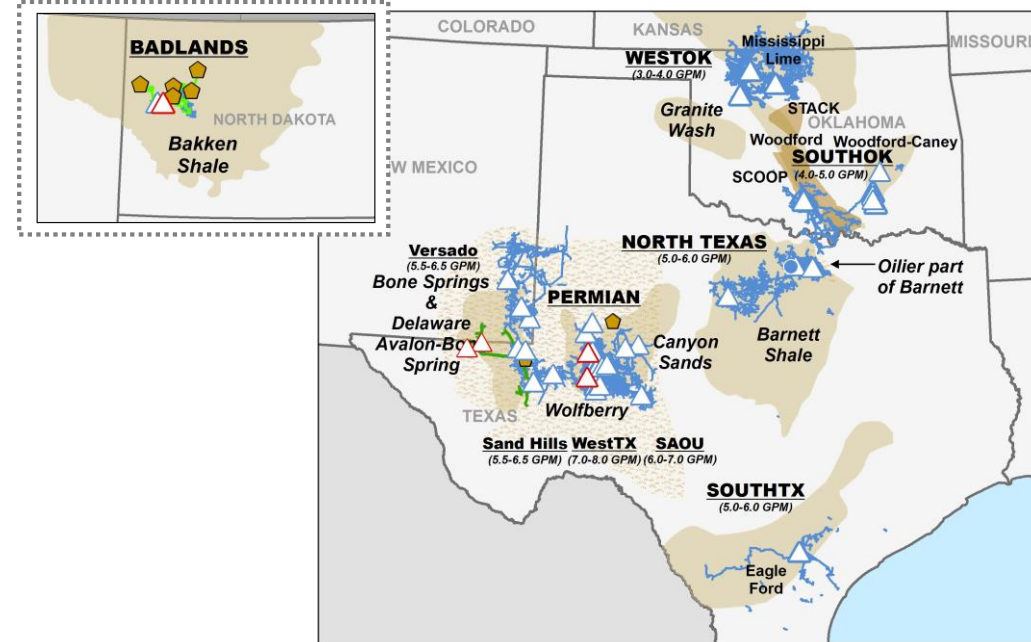 BADLANDS
NORTH DAKOTA
Bakken
Shale
COLORADO
KANSAS
MISSOURI
WESTOK
(3.0-4.0 GPM)
Mississippi
Lime
Granite
Wash
STACK
OKLAHOMA
Woodford
Woodford-Caney
SOUTHOK
(4.0-5.0 GPM)
SCOOP
W MEXICO
Versado
(5.5-6.5 GPM)
Bone Springs
&
Delaware
Avalon-Bone
Spring
NORTH TEXAS
(5.0-6.0 GPM)
Oilier part
of Barnett
PERMIAN
Canyon
Sands
Barnett
Shale
TEXAS
Wolfberry
Sand Hills
(5.5-6.5 GPM)
WestTX
(7.0-8.0 GPM)
SAOU
(6.0-7.0 GPM)
SOUTHTX
(5.0-6.0 GPM)
Eagle
Ford